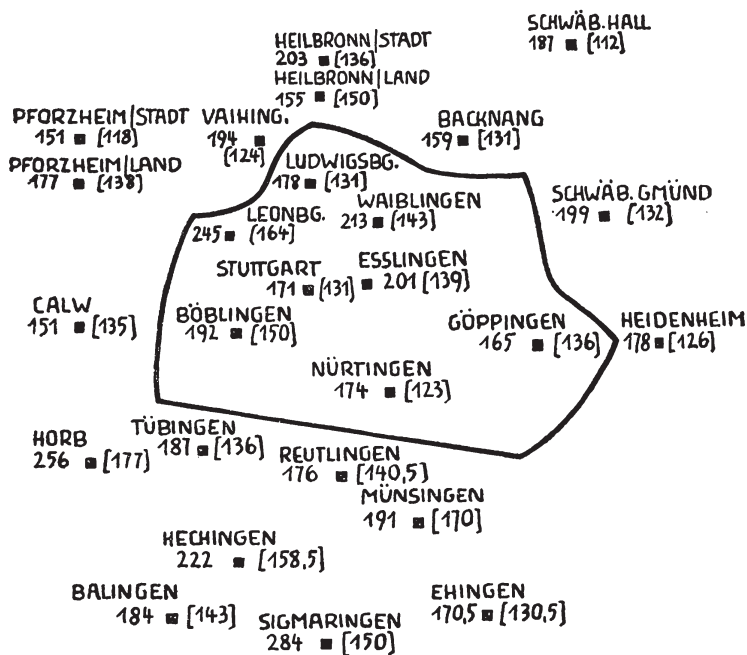 SCHWÄB. HALL
187 ■ [112]
HEILBRONN/STADT
203 ■ [136]
HEILBRONN/LAND
155 ■ [150]
PFORZHEIM/STADT
151 ■ [118]
VAIHING.
194 ■
[124]
BACKNANG
159 ■ [131]
PFORZHEIM/LAND
177 ■ [138]
LUDWIGSBG.
178 ■ [131]
SCHWÄB. GMÜND
199 ■ [132]
WAIBLINGEN
213 ■ [143]
LEONBG.
245 ■ [164]
STUTTGART
171 ■ [131]
ESSLINGEN
■ 201 [139]
CALW
151 ■ [135]
BÖBLINGEN
192 ■ [150]
GÖPPINGEN
165 ■ [136]
HEIDENHEIM
178 ■ [126]
NÜRTINGEN
174 ■ [123]
HORB
256 ■ [177]
TÜBINGEN
187 ■ [136]
REUTLINGEN
176 ■ [140,5]
MÜNSINGEN
191 ■ [170]
HECHINGEN
222 ■ [158,5]
BALINGEN
184 ■ [143]
SIGMARINGEN
284 ■ [150]
EHINGEN
170,5 ■ [130,5]